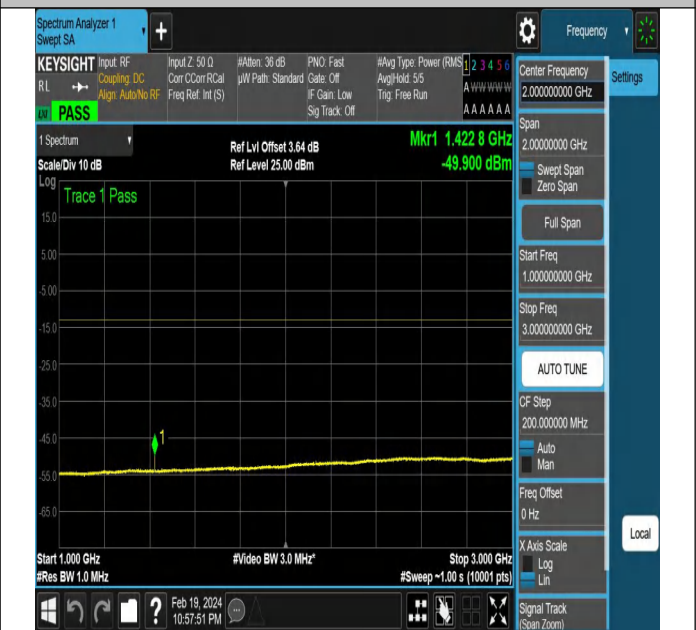 Spectrum Analyzer 1
Swept SA
+
Frequency
KEYSIGHT
RL
PASS
Input: RF
Coupling: DC
Align: Auto/No RF
Input Z: 50 Ω
Corr CCorr RCal
Freq Ref: Int (S)
#Atten: 36 dB
µW Path: Standard
PNO: Fast
Gate: Off
IF Gain: Low
Sig Track: Off
#Avg Type: Power (RMS
Avg|Hold: 5/5
Trig: Free Run
1 2 3 4 5 6
A W W W W W
A A A A A A
1 Spectrum
Scale/Div 10 dB
Ref Lvl Offset 3.64 dB
Ref Level 25.00 dBm
Mkr1 1.422 8 GHz
-49.900 dBm
Log
Trace 1 Pass
15.0
5.00
-5.00
-15.0
-25.0
-35.0
-45.0
-55.0
-65.0
1
Start 1.000 GHz
#Res BW 1.0 MHz
#Video BW 3.0 MHz*
Stop 3.000 GHz
#Sweep ~1.00 s (10001 pts)
?
Feb 19, 2024
10:57:51 PM
Center Frequency
2.000000000 GHz
Settings
Span
2.00000000 GHz
Swept Span
Zero Span
Full Span
Start Freq
1.000000000 GHz
Stop Freq
3.000000000 GHz
AUTO TUNE
CF Step
200.000000 MHz
Auto
Man
Freq Offset
0 Hz
X Axis Scale
Log
Lin
Local
Signal Track
(Span Zoom)